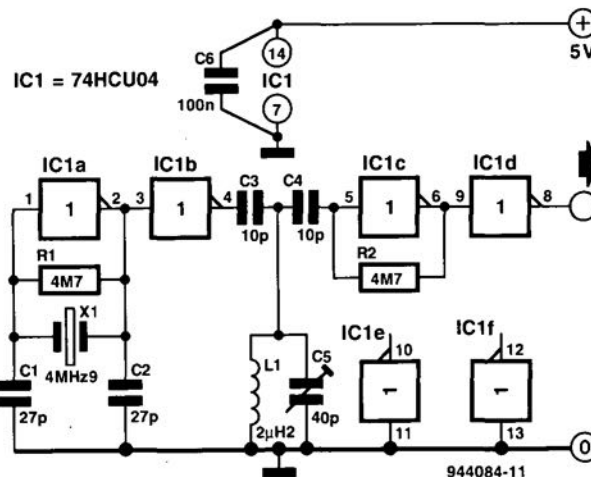 +
5V
C6
14
IC1 = 74HCU04
IC1
100n
7
IC1a
IC1b
C3
C4
IC1c
IC1d
1
1
2
3
1
4
5
1
6
9
1
8
10p
10p
R1
4M7
R2
4M7
X1
4MHz9
C1
27p
C2
27p
L1
2µH2
C5
40p
IC1e
10
1
11
IC1f
12
1
13
0
944084-11